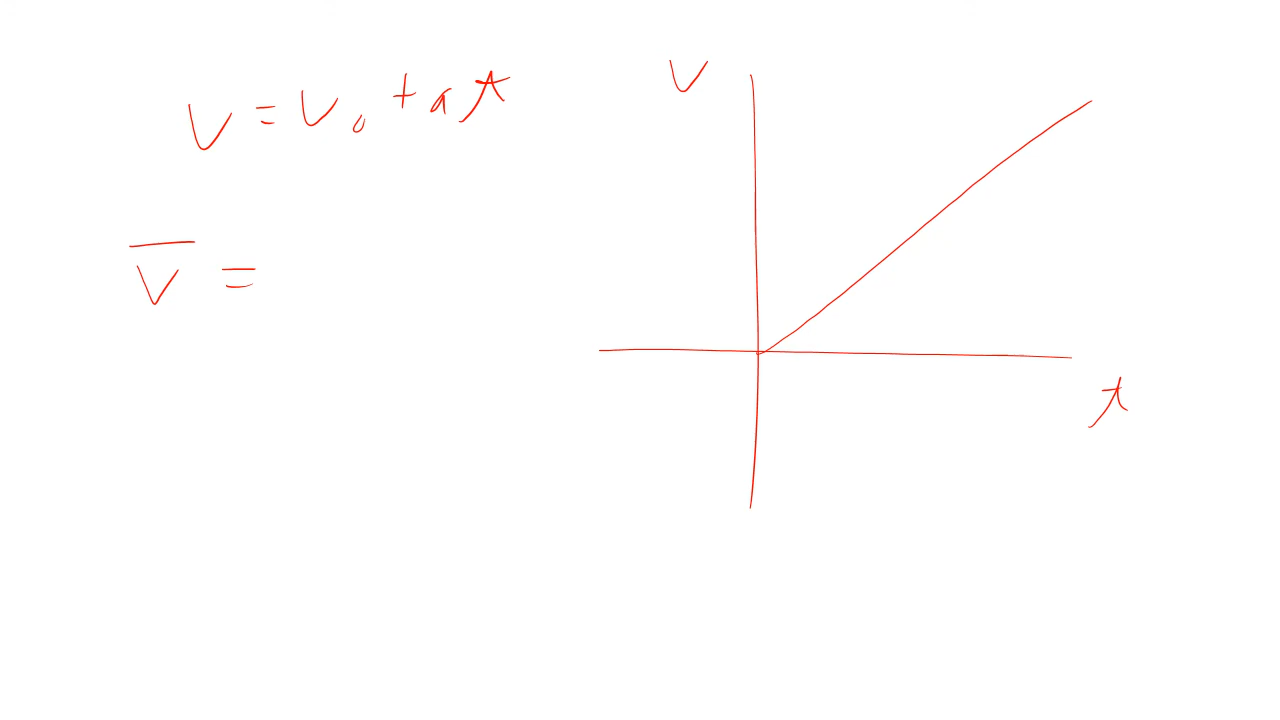 V = V₀ + at
V̅ =
V
t